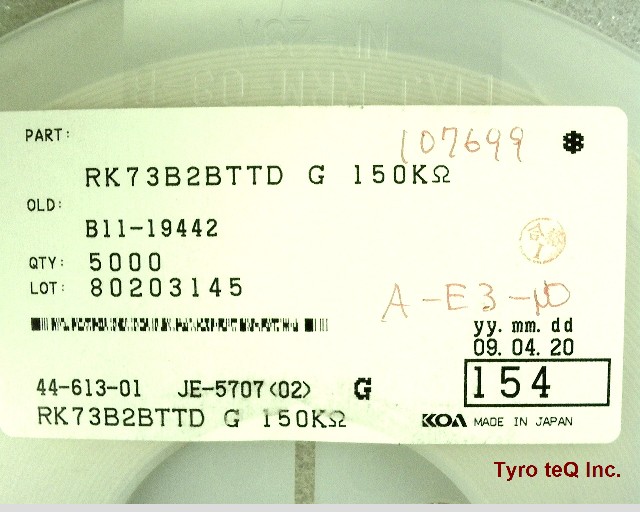 PART:
107699
RK73B2BTTD G 150KΩ
OLD:
B11-19442
QTY: 5000
LOT: 80203145
A-E3-NO
yy. mm. dd
09. 04. 20
154
44-613-01 JE-5707(02) G
RK73B2BTTD G 150KΩ
KOA MADE IN JAPAN
Tyro teQ Inc.